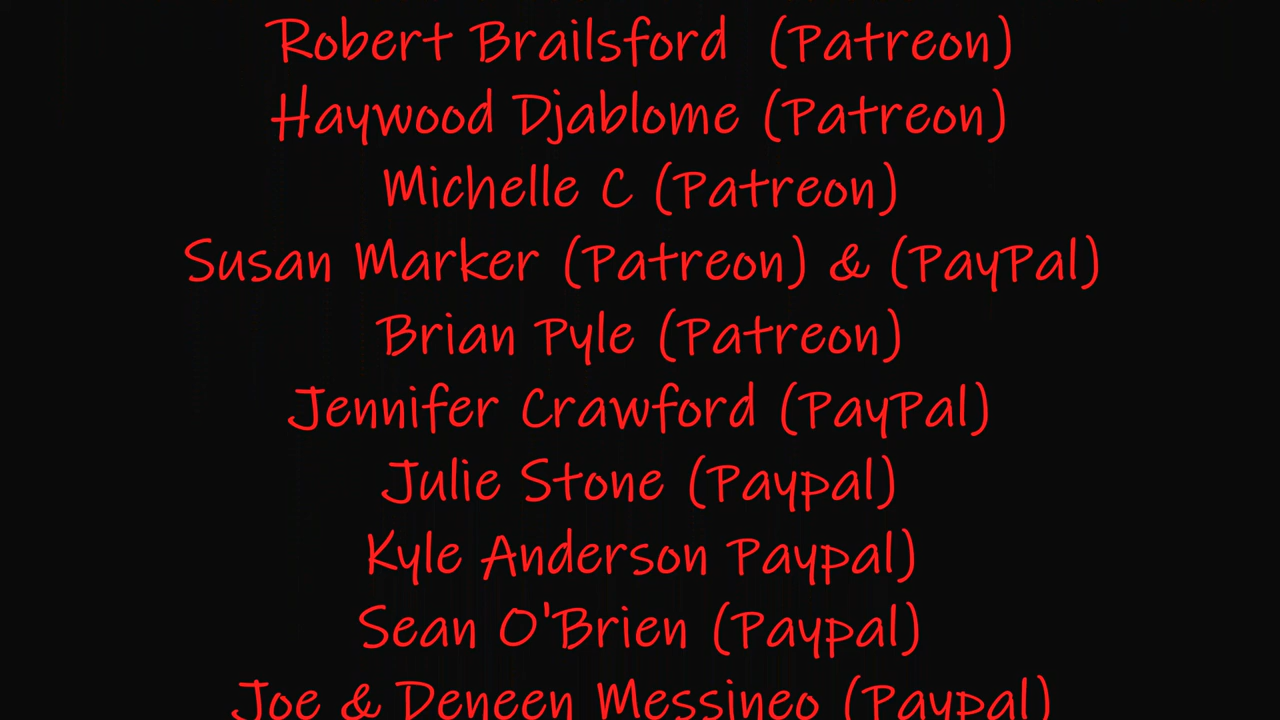 Robert Brailsford (Patreon)
Haywood Djablome (Patreon)
Michelle C (Patreon)
Susan Marker (Patreon) & (PayPal)
Brian Pyle (Patreon)
Jennifer Crawford (PayPal)
Julie Stone (Paypal)
Kyle Anderson Paypal)
Sean O'Brien (Paypal)
Joe & Deneen Messineo (Paypal)